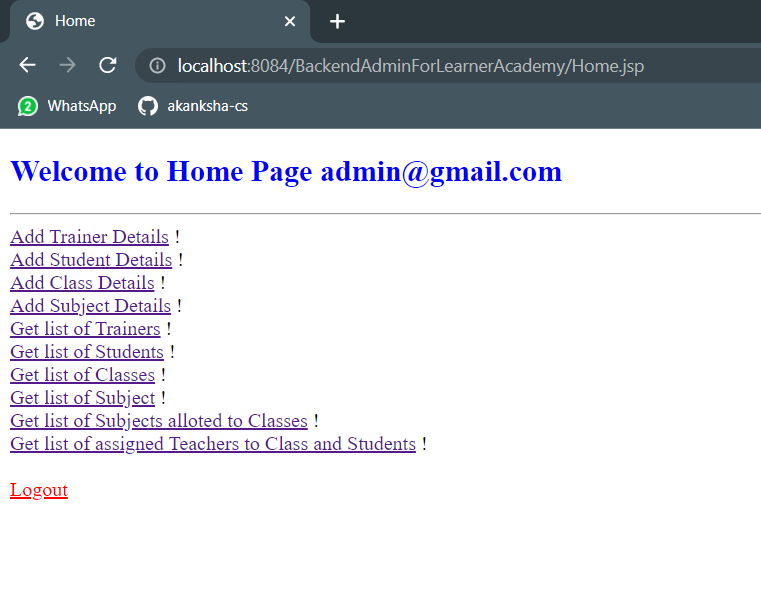 Home
localhost:8084/BackendAdminForLearnerAcademy/Home.jsp
2 WhatsApp akanksha-cs
Welcome to Home Page admin@gmail.com
Add Trainer Details !
Add Student Details !
Add Class Details !
Add Subject Details !
Get list of Trainers !
Get list of Students !
Get list of Classes !
Get list of Subject !
Get list of Subjects alloted to Classes !
Get list of assigned Teachers to Class and Students !
Logout